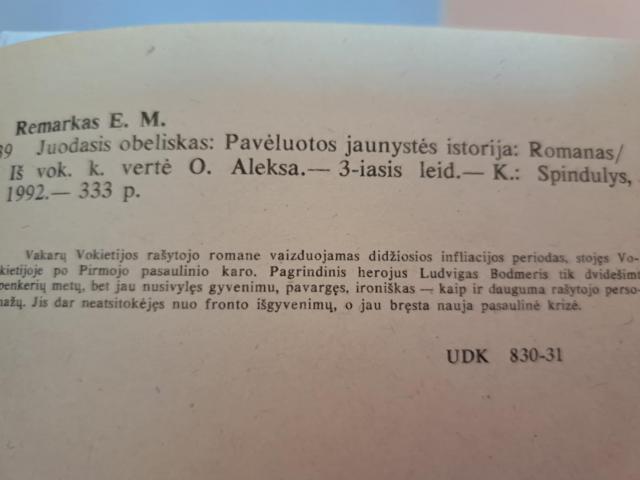 Remarkas E. M.
39 Juodasis obeliskas: Pavėluotos jaunystės istorija: Romanas/
Iš vok. k. vertė O. Aleksa.— 3-iasis leid.— K.: Spindulys,
1992.— 333 p.
Vakarų Vokietijos rašytojo romane vaizduojamas didžiosios infliacijos periodas, stojęs Vo-
kietijoje po Pirmojo pasaulinio karo. Pagrindinis herojus Ludvigas Bodmeris tik dvidešimt
penkerių metų, bet jau nusivylęs gyvenimu, pavargęs, ironiškas — kaip ir dauguma rašytojo perso-
nažų. Jis dar neatsitokėjęs nuo fronto išgyvenimų, o jau bręsta nauja pasaulinė krizė.
UDK 830-31